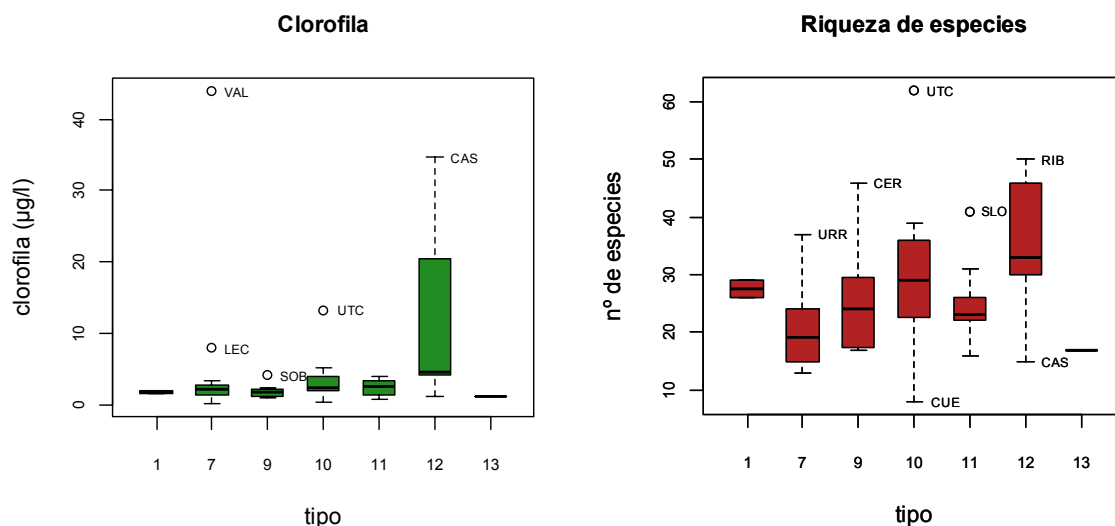 Clorofila
clorofila (µg/l)
40
30
20
10
0
VAL
LEC
SOB
UTC
CAS
1 7 9 10 11 12 13
tipo
Riqueza de especies
nº de especies
60
50
40
30
20
10
UTC
RIB
CER
SLO
URR
CAS
CUE
1 7 9 10 11 12 13
tipo